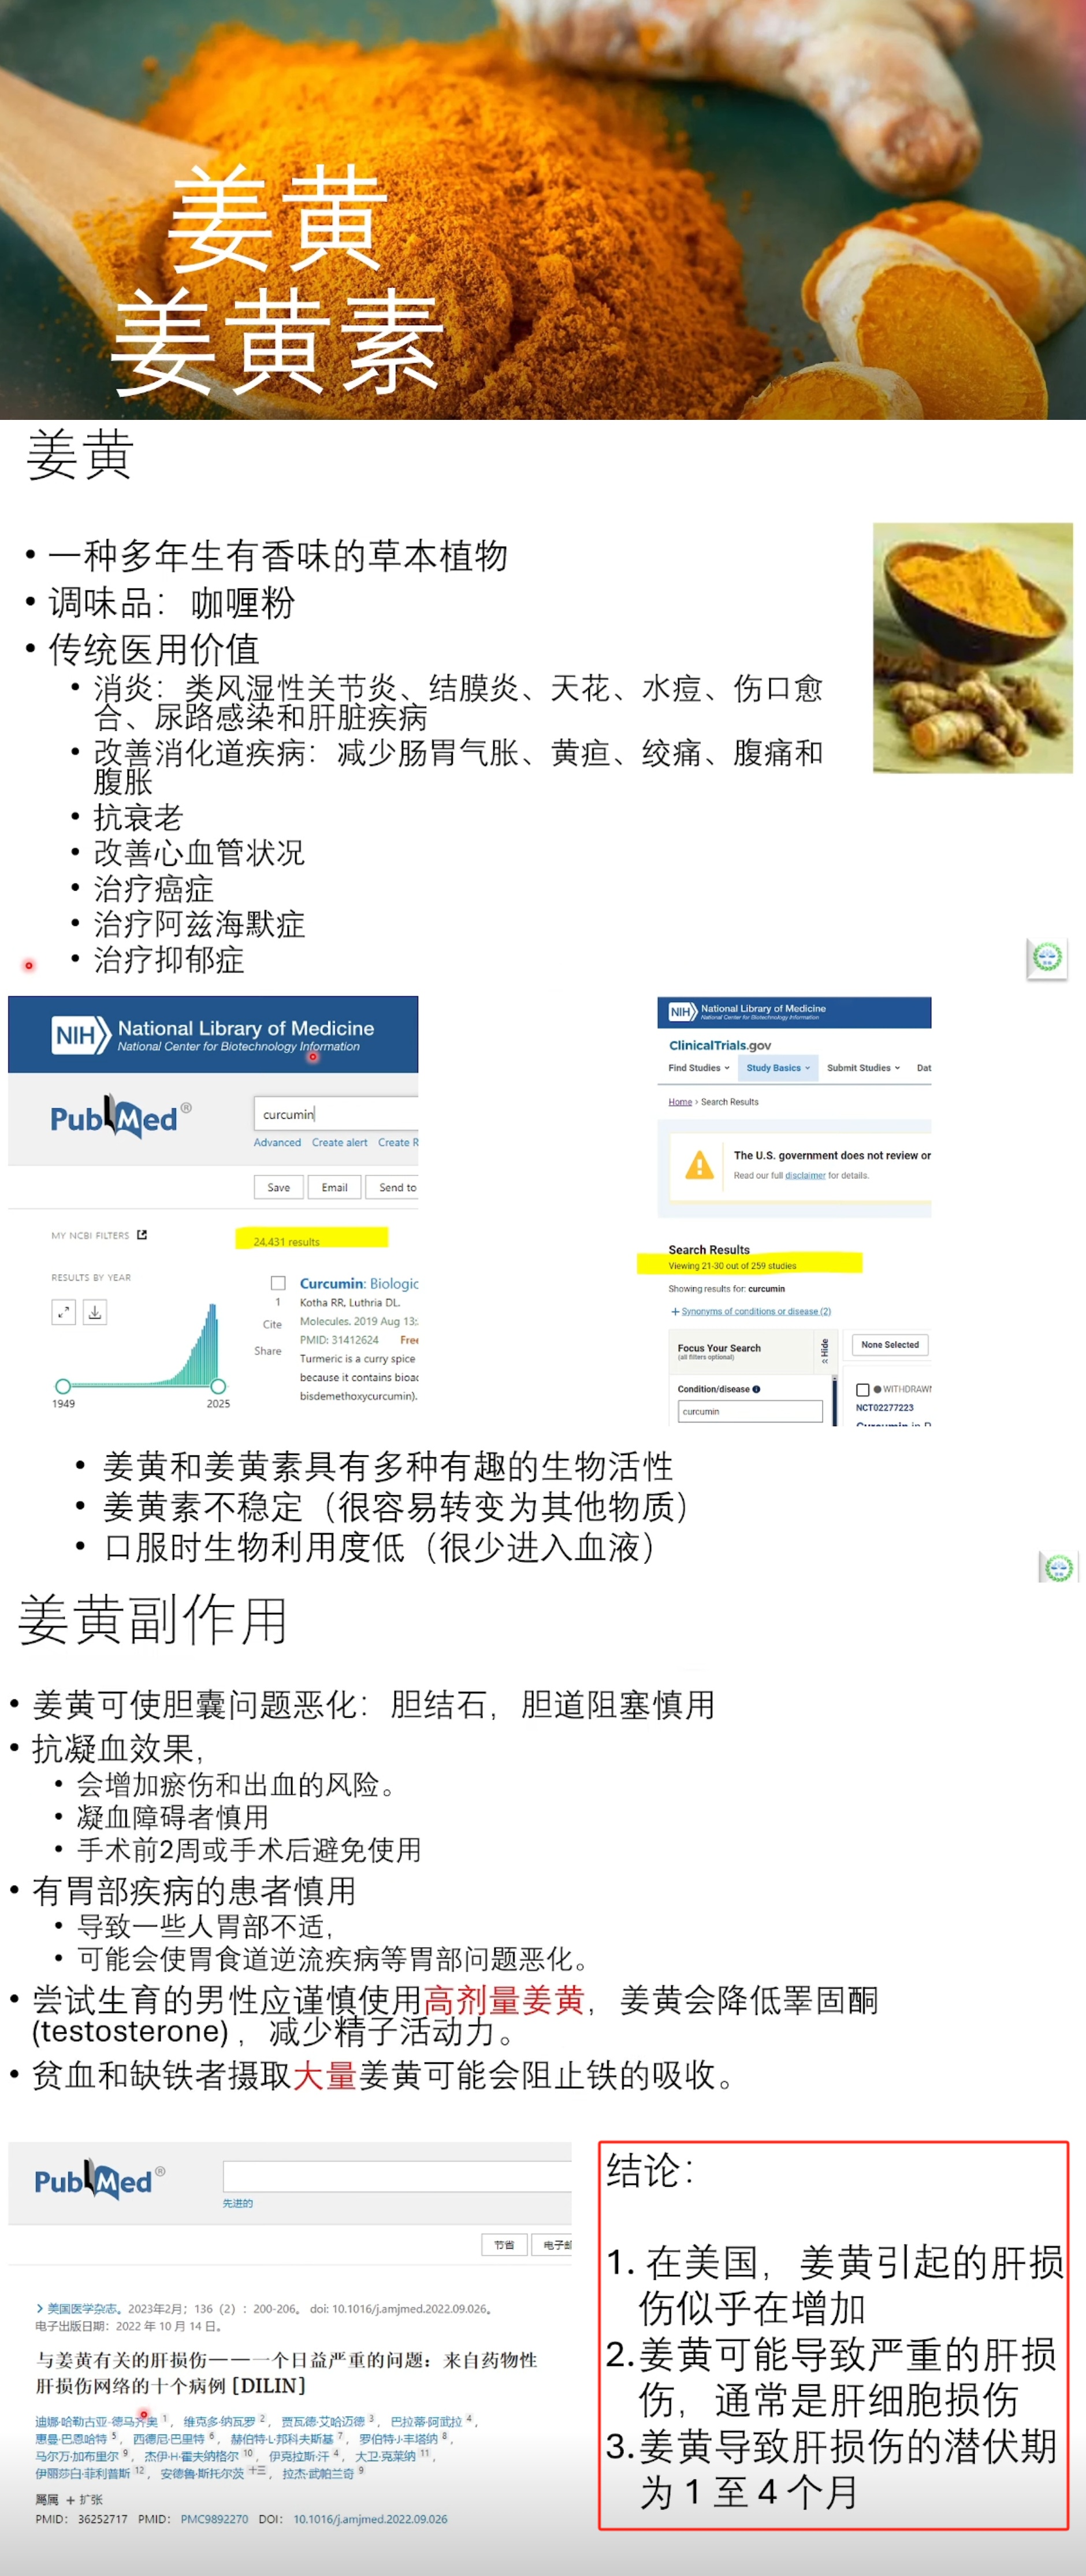 姜黄
姜黄素
姜黄
• 一种多年生有香味的草本植物
• 调味品：咖喱粉
• 传统医用价值
• 消炎：类风湿性关节炎、结膜炎、天花、水痘、伤口愈
合、尿路感染和肝脏疾病
• 改善消化道疾病：减少肠胃气胀、黄疸、绞痛、腹痛和
腹胀
• 抗衰老
• 改善心血管状况
• 治疗癌症
• 治疗阿兹海默症
• 治疗抑郁症
NIH National Library of Medicine
National Center for Biotechnology Information
PubMed®
curcumin
Advanced Create alert Create R
Save Email Send to
MY NCBI FILTERS
24,431 results
RESULTS BY YEAR
1949 2025
Curcumin: Biologic
1 Kotha RR, Luthria DL.
Cite Molecules. 2019 Aug 13;
PMID: 31412624 Free
Share Turmeric is a curry spice
because it contains bioac
bisdemethoxycurcumin).
NIH National Library of Medicine
National Center for Biotechnology Information
ClinicalTrials.gov
Find Studies Study Basics Submit Studies Dat
Home › Search Results
The U.S. government does not review or
Read our full disclaimer for details.
Search Results
Viewing 21-30 out of 259 studies
Showing results for: curcumin
+ Synonyms of conditions or disease (2)
Focus Your Search
(all filters optional)
Hide
None Selected
Condition/disease
curcumin
WITHDRAWN
NCT02277223
• 姜黄和姜黄素具有多种有趣的生物活性
• 姜黄素不稳定（很容易转变为其他物质）
• 口服时生物利用度低（很少进入血液）
姜黄副作用
• 姜黄可使胆囊问题恶化：胆结石，胆道阻塞慎用
• 抗凝血效果，
• 会增加瘀伤和出血的风险。
• 凝血障碍者慎用
• 手术前2周或手术后避免使用
• 有胃部疾病的患者慎用
• 导致一些人胃部不适，
• 可能会使胃食道逆流疾病等胃部问题恶化。
• 尝试生育的男性应谨慎使用高剂量姜黄，姜黄会降低睾固酮
(testosterone)，减少精子活动力。
• 贫血和缺铁者摄取大量姜黄可能会阻止铁的吸收。
PubMed®
先进的
节省 电子邮
> 美国医学杂志。2023年2月；136（2）：200-206。 doi: 10.1016/j.amjmed.2022.09.026。
电子出版日期：2022 年 10 月 14 日。
与姜黄有关的肝损伤——一个日益严重的问题：来自药物性
肝损伤网络的十个病例 [DILIN]
迪娜·哈勒古亚-德马齐奥 1， 维克多·纳瓦罗 2， 贾瓦德·艾哈迈德 3， 巴拉蒂·阿武拉 4，
惠曼·巴恩哈特 5， 西德尼·巴里特 6， 赫伯特·L·邦科夫斯基 7， 罗伯特·J·丰塔纳 8，
马尔万·加布里尔 9， 杰伊·H·霍夫纳格尔 10， 伊克拉斯·汗 4， 大卫·克莱纳 11，
伊丽莎白·菲利普斯 12， 安德鲁·斯托尔茨 十三， 拉杰·武帕兰奇 9
隶属 + 扩张
PMID： 36252717 PMID： PMC9892270 DOI： 10.1016/j.amjmed.2022.09.026
结论：
1. 在美国，姜黄引起的肝损
伤似乎在增加
2. 姜黄可能导致严重的肝损
伤，通常是肝细胞损伤
3. 姜黄导致肝损伤的潜伏期
为 1 至 4 个月